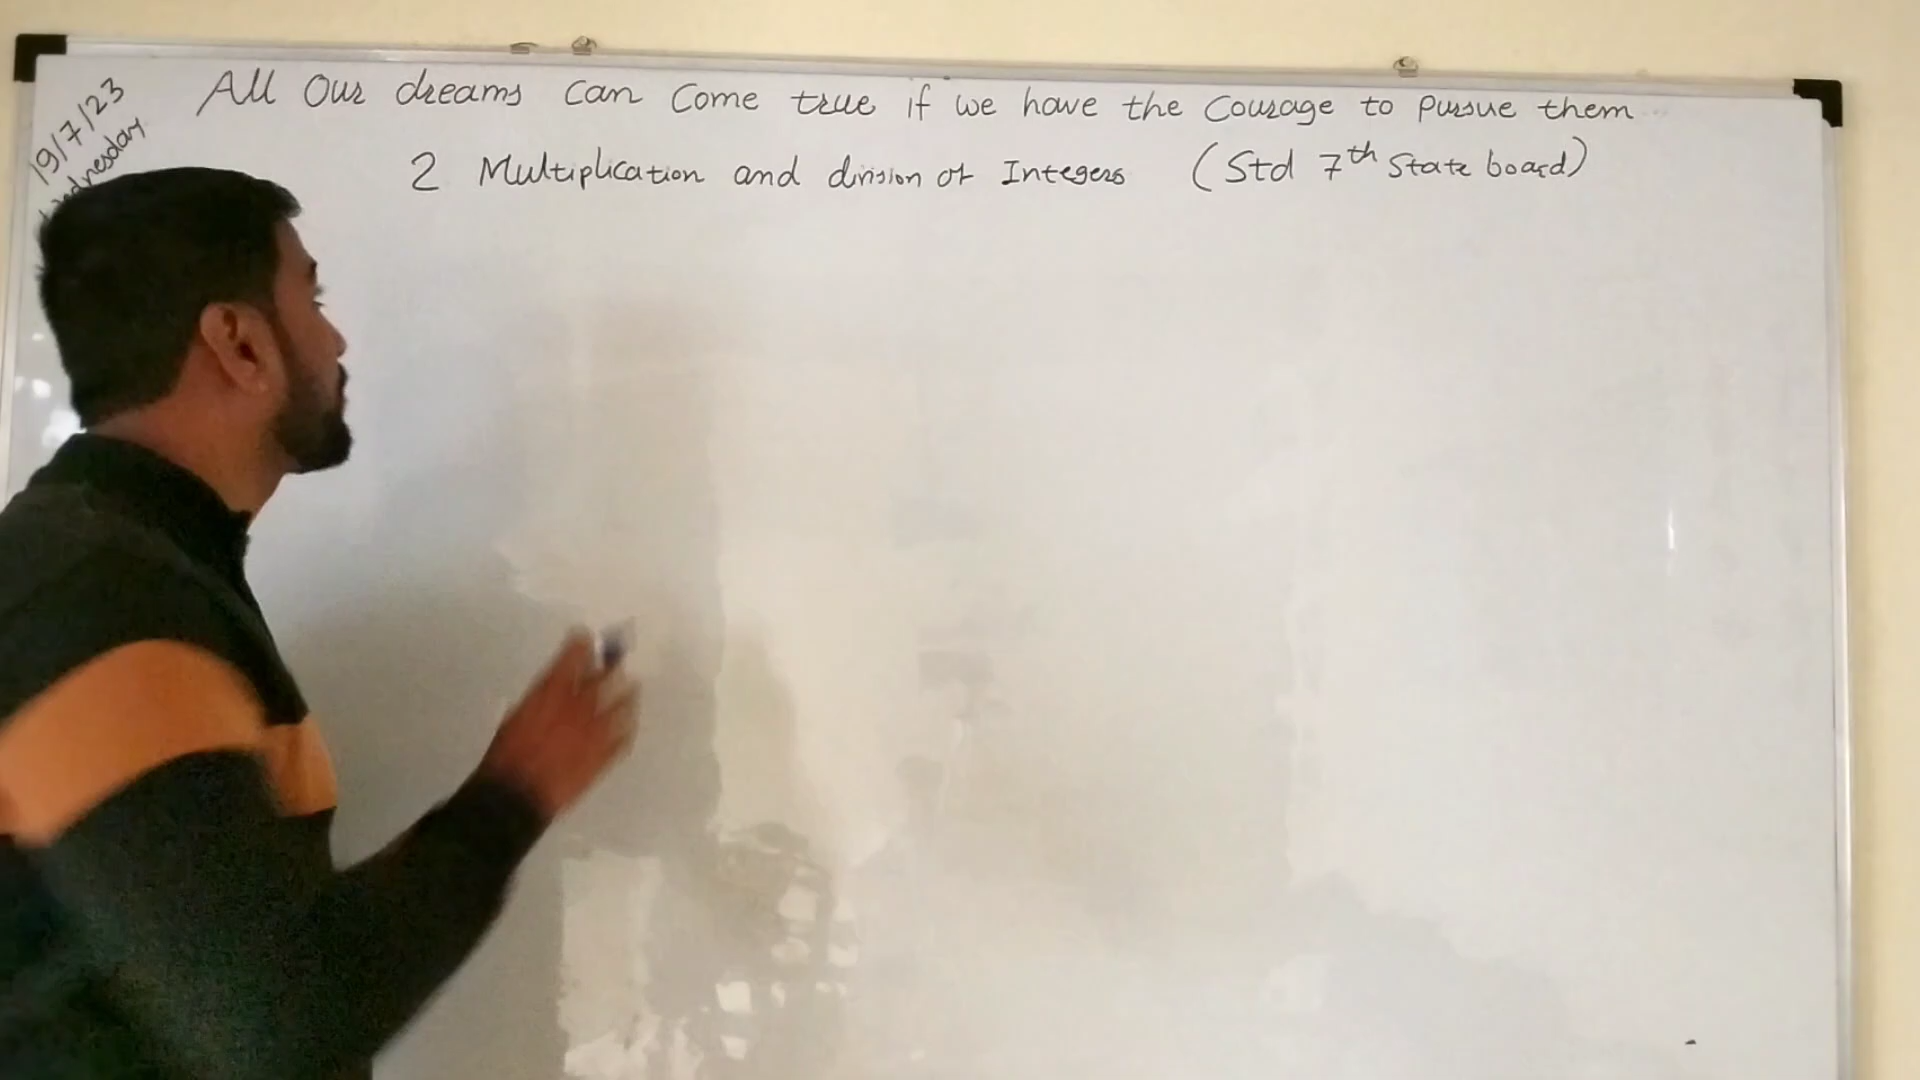 19/7/23
All Our dreams can Come true if we have the Courage to pursue them
2 Multiplication and division of Integers (Std 7th State board)